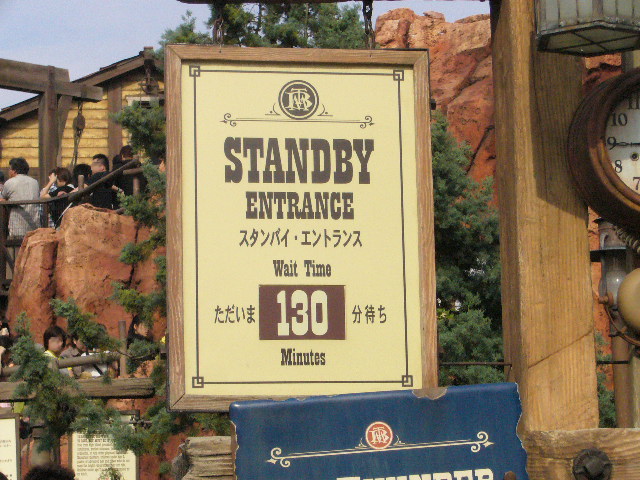 STANDBY
ENTRANCE
スタンバイ・エントランス
Wait Time
ただいま 130 分待ち
Minutes
THUNDER